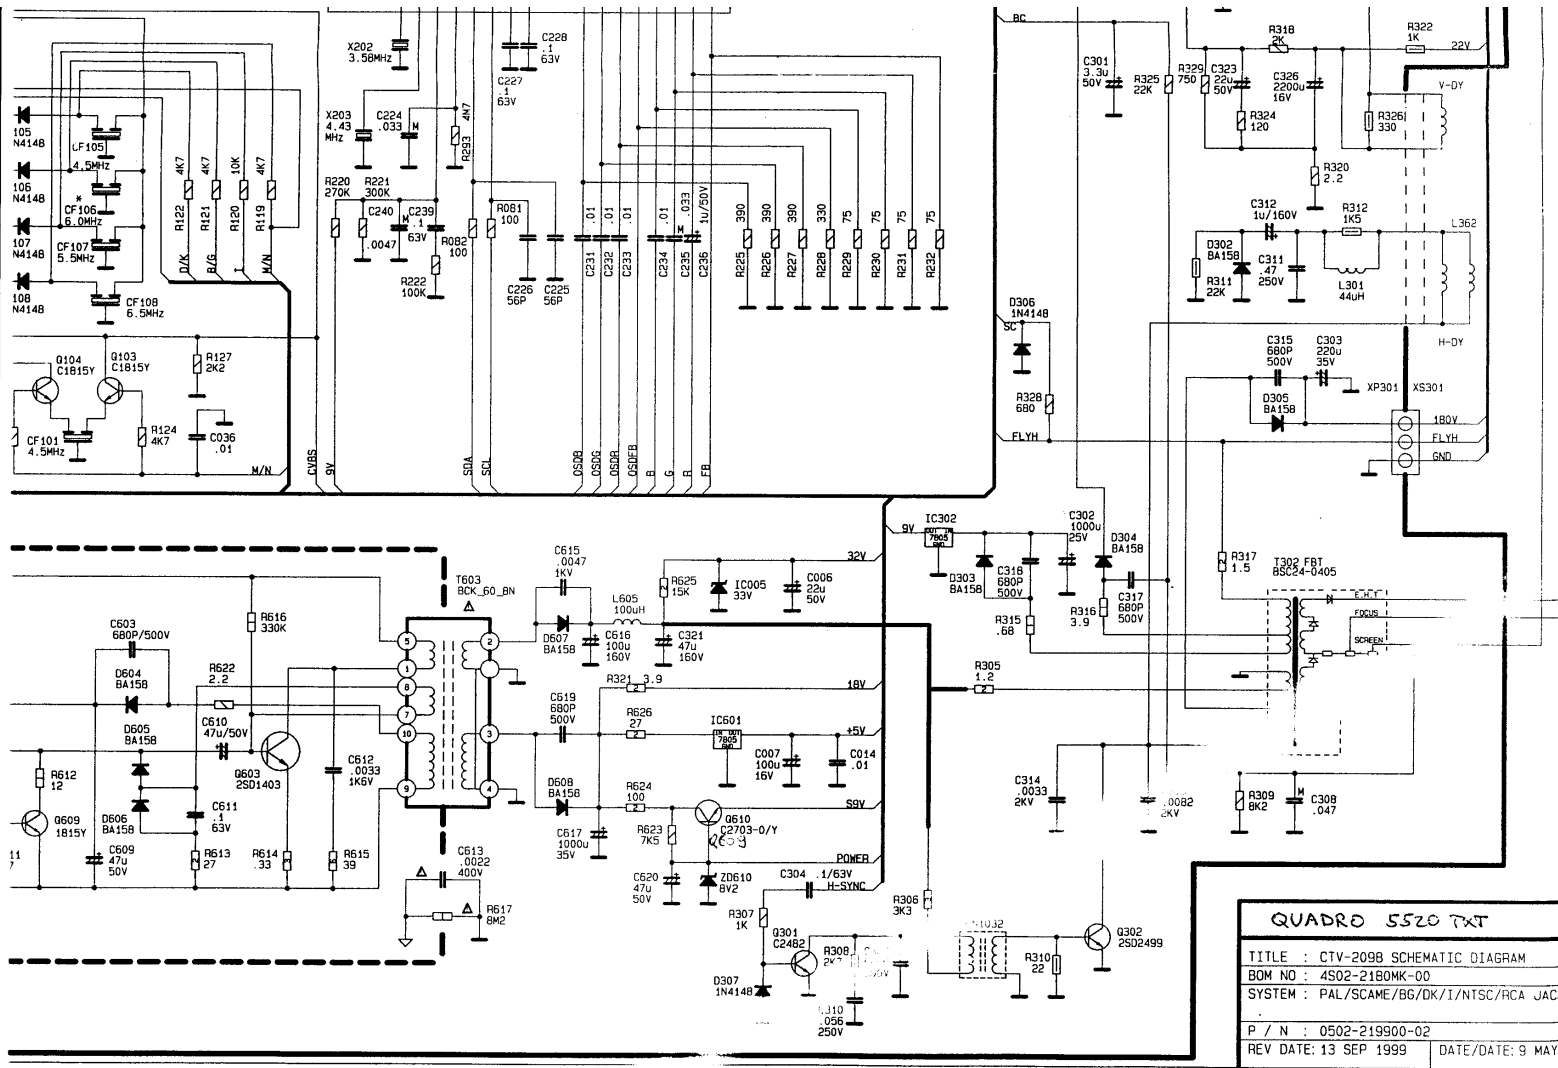 BC
X202
3.58MHz
C228
.1
63V
C227
.1
63V
X203
4.43
MHz
C224
.033
M
4M7
R293
105
N4148
CF105
4.5MHz
106
N4148
*
CF106
6.0MHz
107
N4148
CF107
5.5MHz
108
N4148
CF108
6.5MHz
R122 4K7
R121 4K7
R120 10K
R119 4K7
D/K
B/G
I
M/N
R220
270K
R221
300K
C240
.0047
M
C239
.1
63V
R082
100
R222
100K
R081
100
C226
56P
C225
56P
C231 .01
C232 .01
C233 .01
C234 .01
C235 M .033
C236 1u/50V
R225 390
R226 390
R227 390
R228 330
R229 75
R230 75
R231 75
R232 75
Q104
C1815Y
Q103
C1815Y
R127
2K2
CF101
4.5MHz
R124
4K7
C036
.01
M/N
CVBS
9V
SDA
SCL
OSDB
OSDG
OSDR
OSDFB
B
G
R
FB
D306
1N4148
SC
R328
680
FLYH
C301
3.3u
50V
R325
22K
R329
750
C323
22u
50V
R318
2K
C326
2200u
16V
R324
120
R322
1K
22V
V-DY
R326
330
R320
2.2
C312
1u/160V
R312
1K5
D302
BA158
R311
22K
C311
.47
250V
L301
44uH
L362
H-DY
C315
680P
500V
C303
220u
35V
D305
BA158
XP301
XS301
180V
FLYH
GND
9V
IC302
OUT IN
7805
GND
C302
1000u
25V
D304
BA158
D303
BA158
C318
680P
500V
C317
680P
500V
R315
.68
R316
3.9
R317
1.5
T302 FBT
BSC24-0405
E.H.T
FOCUS
SCREEN
R305
1.2
C603
680P/500V
D604
BA158
R622
2.2
D605
BA158
C610
47u/50V
R616
330K
R612
12
Q609
1815Y
D606
BA158
C609
47u
50V
C611
.1
63V
R613
27
Q603
2SD1403
R614
.33
C612
.0033
1K6V
R615
39
T603
BCK_60_BN
5
1
8
7
10
9
2
3
4
C613
.0022
400V
R617
8M2
C615
.0047
1KV
L605
100uH
D607
BA158
C616
100u
160V
C321
47u
160V
R625
15K
IC005
33V
C006
22u
50V
32V
R321 3.9
18V
C619
680P
500V
R626
27
IC601
IN OUT
7805
GND
+5V
C007
100u
16V
C014
.01
D608
BA158
C617
1000u
35V
R624
100
S9V
Q610
C2703-O/Y
Q659
R623
7K5
C620
47u
50V
ZD610
8V2
POWER
C304 .1/63V
H-SYNC
R307
1K
Q301
C2482
D307
1N4148
R308
.056
250V
R306
3K3
R310
22
Q302
2SD2499
C314
.0033
2KV
.0082
2KV
R309
8K2
M
C308
.047
QUADRO 5520 TXT
TITLE : CTV-2098 SCHEMATIC DIAGRAM
BOM NO : 4S02-2180MK-00
SYSTEM : PAL/SCAME/BG/DK/I/NTSC/RCA JAC
P / N : 0502-219900-02
REV DATE: 13 SEP 1999
DATE/DATE: 9 MAY